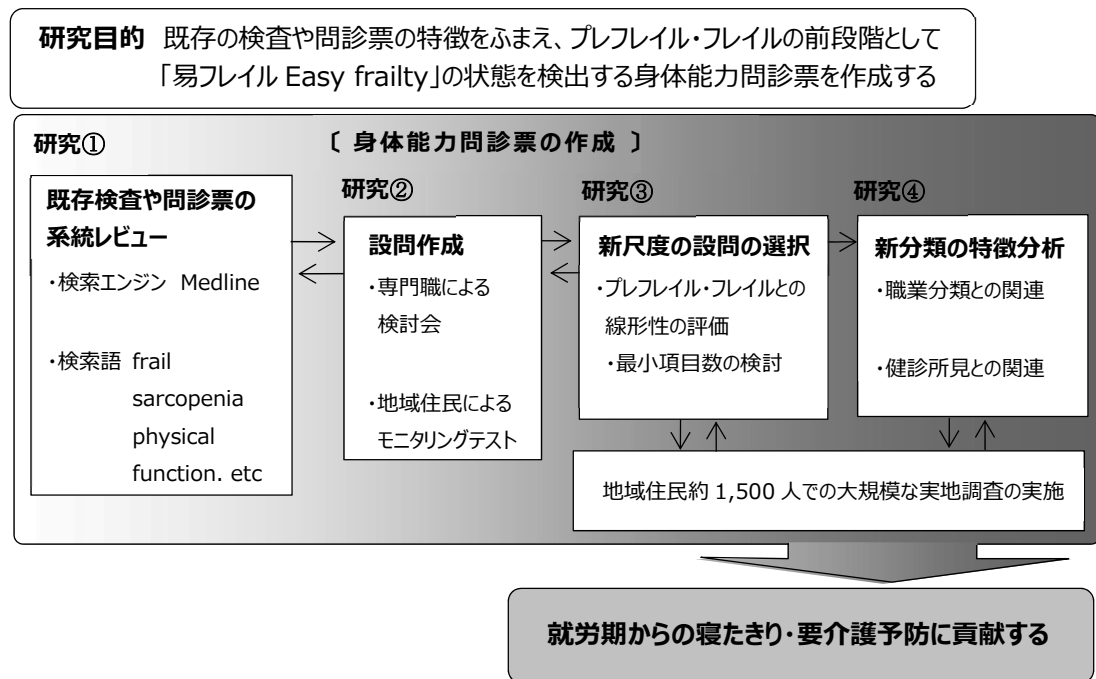 研究目的 既存の検査や問診票の特徴をふまえ、プレフレイル・フレイルの前段階として
「易フレイル Easy frailty」の状態を検出する身体能力問診票を作成する
研究①
〔 身体能力問診票の作成 〕
既存検査や問診票の
系統レビュー
・検索エンジン Medline
・検索語 frail
sarcopenia
physical
function. etc
研究②
設問作成
・専門職による
検討会
・地域住民による
モニタリングテスト
研究③
新尺度の設問の選択
・プレフレイル・フレイルとの
線形性の評価
・最小項目数の検討
研究④
新分類の特徴分析
・職業分類との関連
・健診所見との関連
地域住民約 1,500 人での大規模な実地調査の実施
就労期からの寝たきり・要介護予防に貢献する